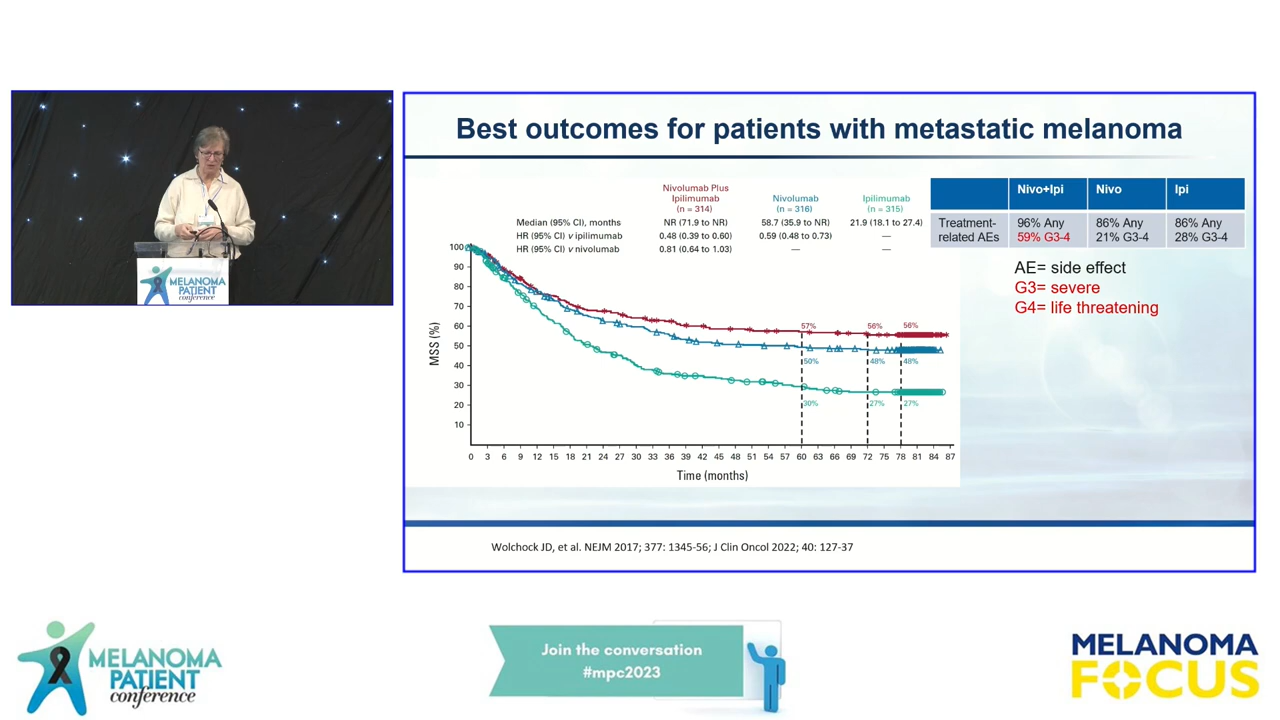 Best outcomes for patients with metastatic melanoma
Nivolumab Plus
Ipilimumab
(n = 314)
Nivolumab
(n = 316)
Ipilimumab
(n = 315)
Median (95% CI), months NR (71.9 to NR) 58.7 (35.9 to NR) 21.9 (18.1 to 27.4)
HR (95% CI) v ipilimumab 0.48 (0.39 to 0.60) 0.59 (0.48 to 0.73) —
HR (95% CI) v nivolumab 0.81 (0.64 to 1.03) — —
Nivo+Ipi Nivo Ipi
Treatment-
related AEs
96% Any
59% G3-4
86% Any
21% G3-4
86% Any
28% G3-4
AE= side effect
G3= severe
G4= life threatening
MSS (%)
100
90
80
70
60
50
40
30
20
10
57% 56% 56%
50% 48% 48%
30% 27% 27%
0 3 6 9 12 15 18 21 24 27 30 33 36 39 42 45 48 51 54 57 60 63 66 69 72 75 78 81 84 87
Time (months)
Wolchock JD, et al. NEJM 2017; 377: 1345-56; J Clin Oncol 2022; 40: 127-37
MELANOMA
PATIENT
conference
MELANOMA
PATIENT
conference
Join the conversation
#mpc2023
MELANOMA
FOCUS